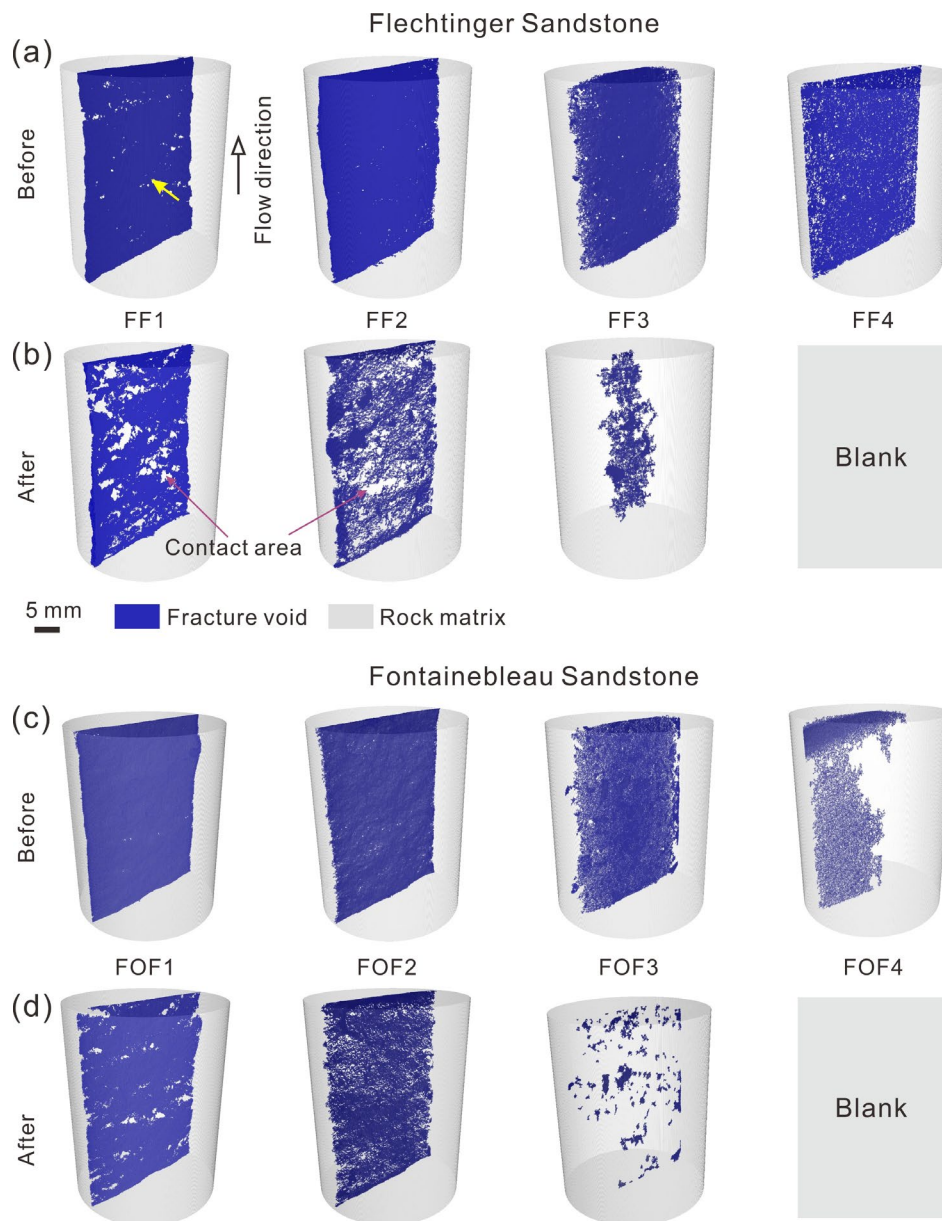 Flechtinger Sandstone
(a)
Before
Flow direction
FF1
FF2
FF3
FF4
(b)
After
Contact area
Blank
5 mm
Fracture void
Rock matrix
Fontainebleau Sandstone
(c)
Before
FOF1
FOF2
FOF3
FOF4
(d)
After
Blank